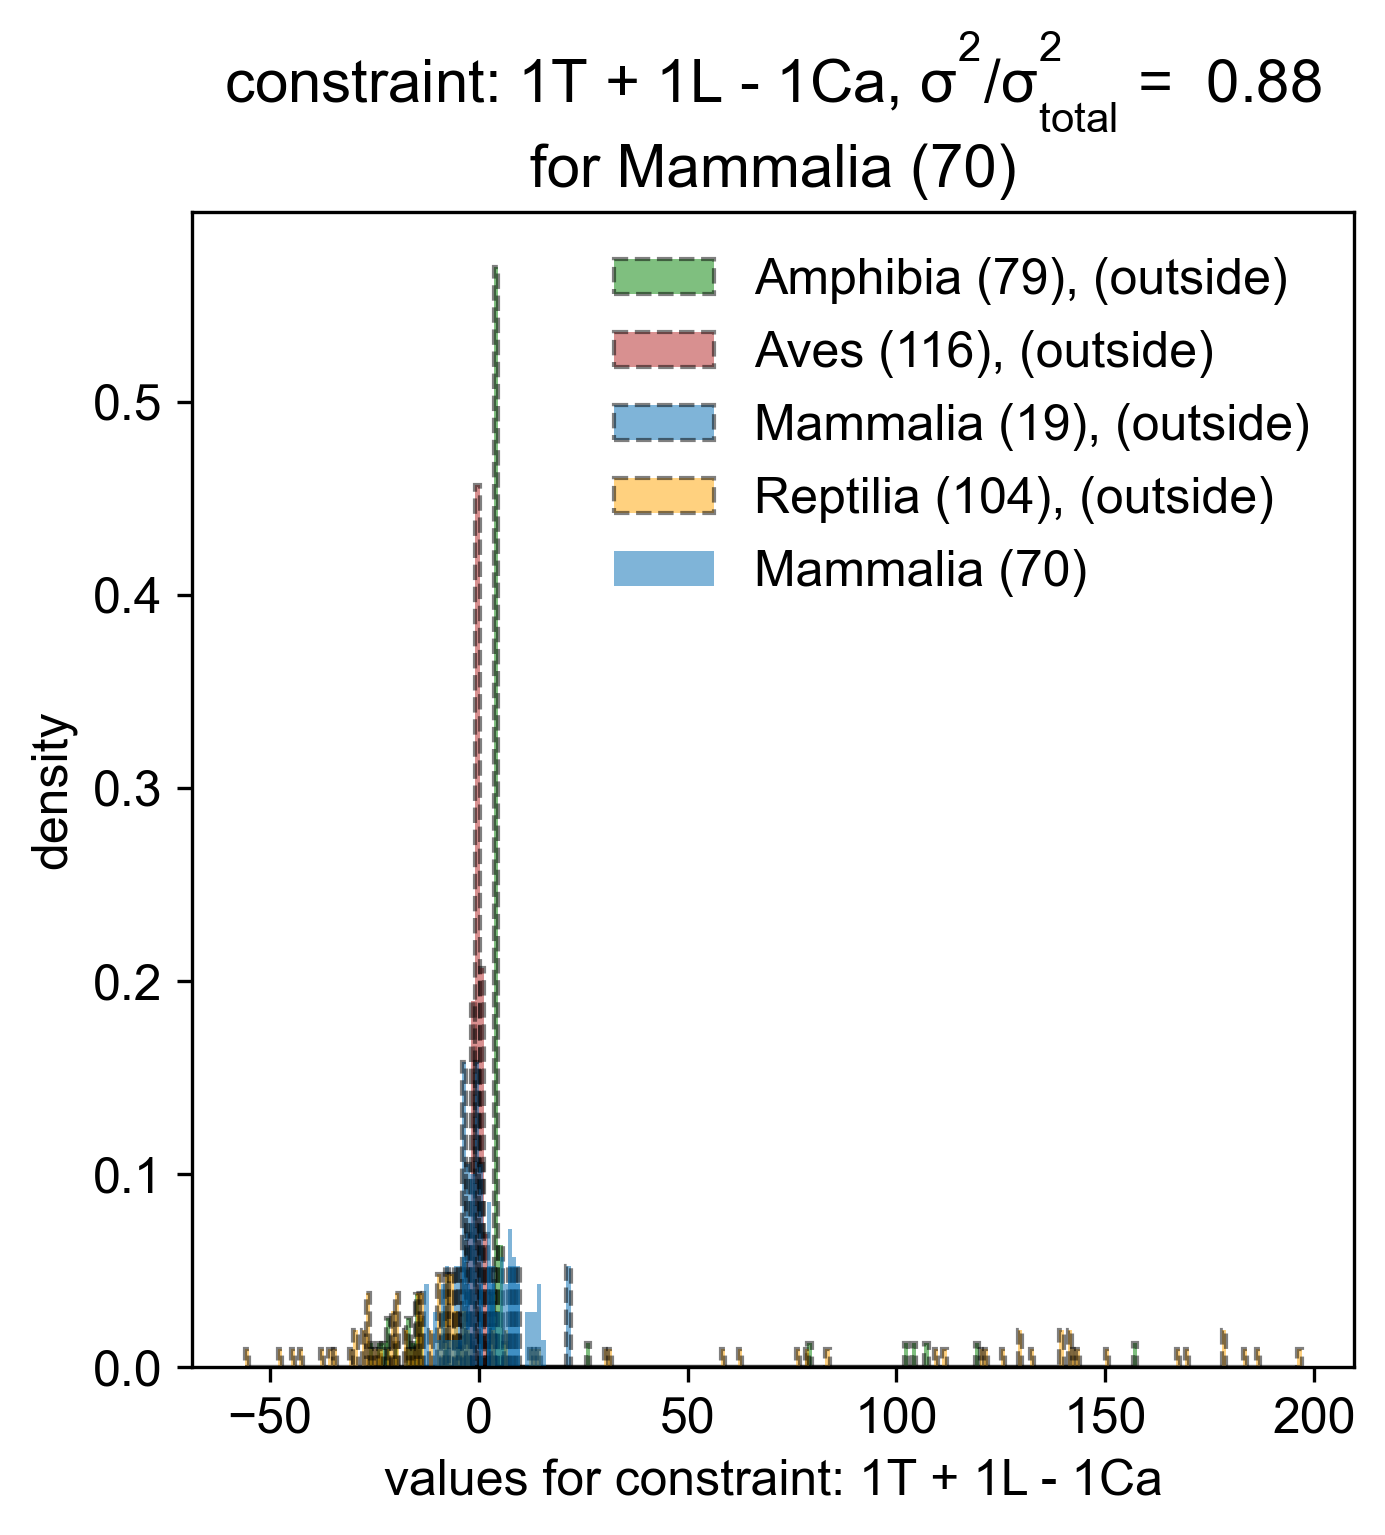 constraint: 1T + 1L - 1Ca, σ²/σ²total = 0.88
for Mammalia (70)
Amphibia (79), (outside)
Aves (116), (outside)
Mammalia (19), (outside)
Reptilia (104), (outside)
Mammalia (70)
density
0.5
0.4
0.3
0.2
0.1
0.0
−50 0 50 100 150 200
values for constraint: 1T + 1L - 1Ca